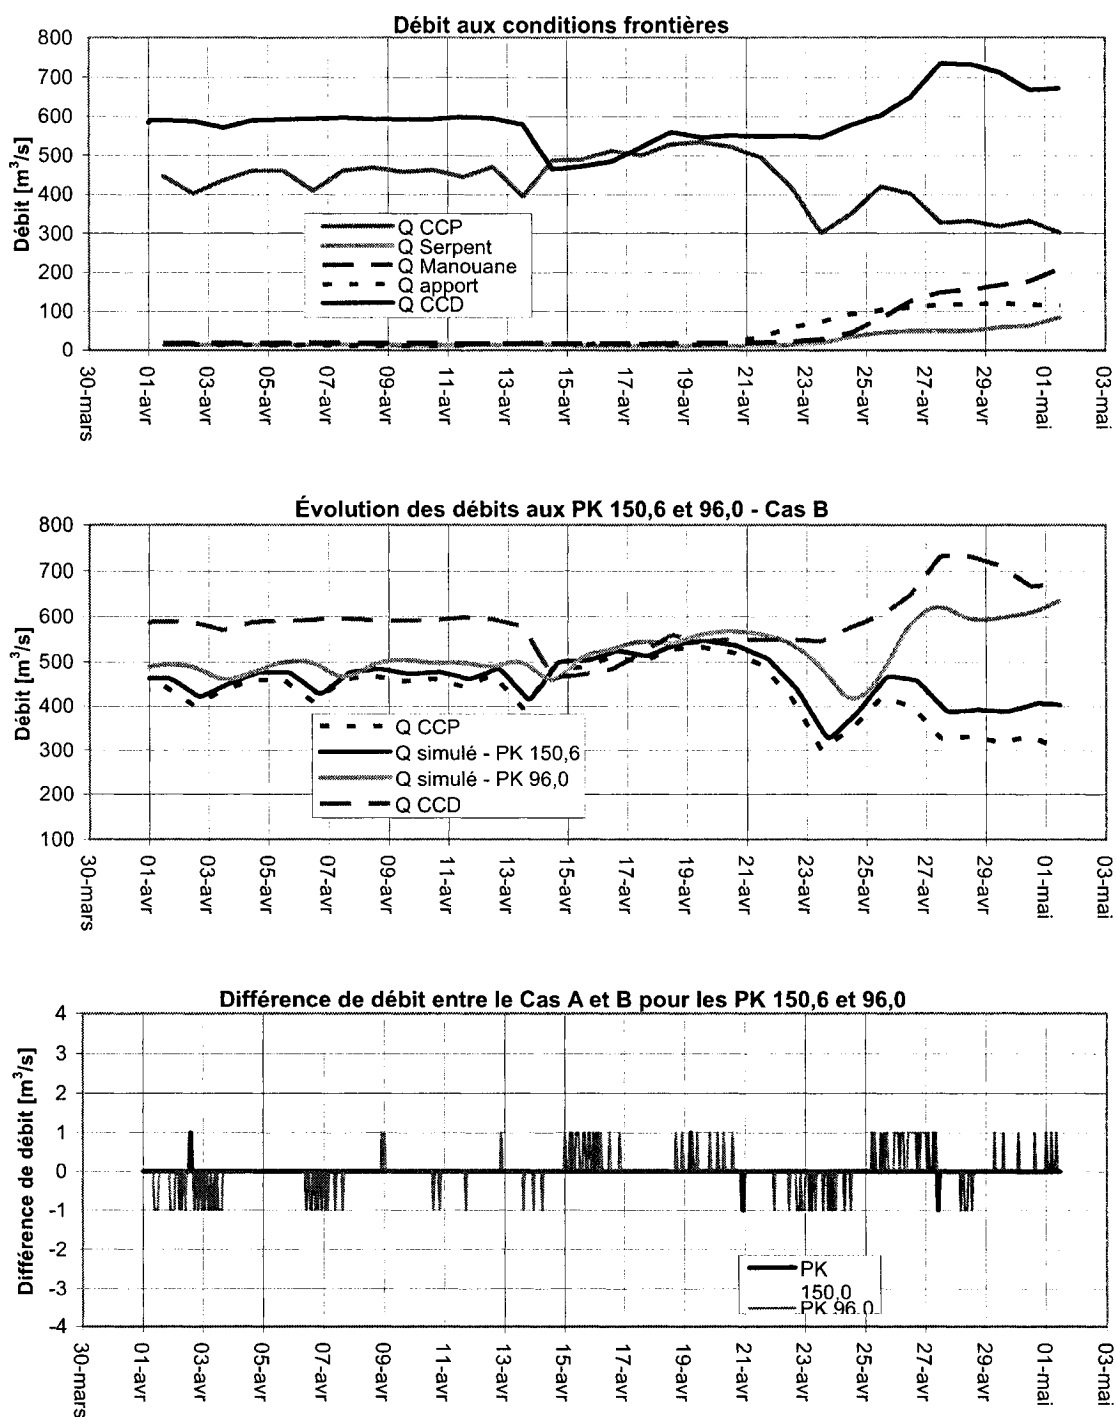 Débit aux conditions frontières
Débit [m³/s]
800
700
600
500
400
300
200
100
0
Q CCP
Q Serpent
Q Manouane
Q apport
Q CCD
30-mars
01-avr
03-avr
05-avr
07-avr
09-avr
11-avr
13-avr
15-avr
17-avr
19-avr
21-avr
23-avr
25-avr
27-avr
29-avr
01-mai
03-mai
Évolution des débits aux PK 150,6 et 96,0 - Cas B
Débit [m³/s]
800
700
600
500
400
300
200
100
Q CCP
Q simulé - PK 150,6
Q simulé - PK 96,0
Q CCD
30-mars
01-avr
03-avr
05-avr
07-avr
09-avr
11-avr
13-avr
15-avr
17-avr
19-avr
21-avr
23-avr
25-avr
27-avr
29-avr
01-mai
03-mai
Différence de débit entre le Cas A et B pour les PK 150,6 et 96,0
Différence de débit [m³/s]
4
3
2
1
0
-1
-2
-3
-4
PK
150,0
PK 96,0
30-mars
01-avr
03-avr
05-avr
07-avr
09-avr
11-avr
13-avr
15-avr
17-avr
19-avr
21-avr
23-avr
25-avr
27-avr
29-avr
01-mai
03-mai